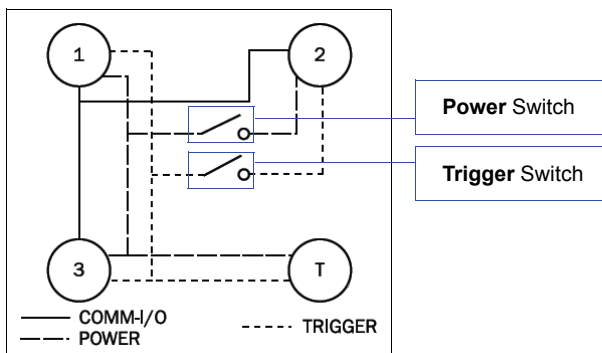 1
2
Power Switch
Trigger Switch
3
T
COMM-I/O
POWER
TRIGGER